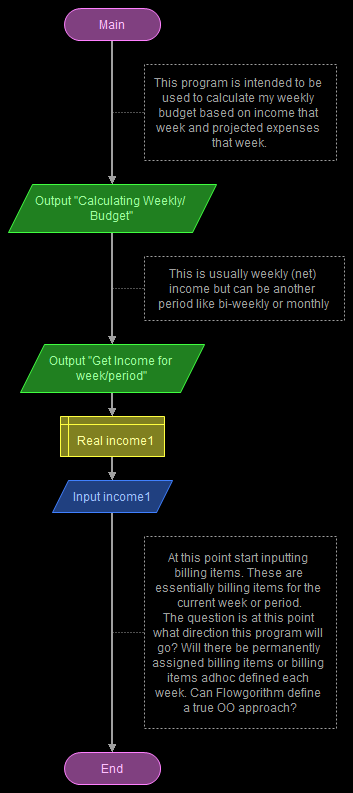 Main
This program is intended to be
used to calculate my weekly
budget based on income that
week and projected expenses
that week.
Output "Calculating Weekly/
Budget"
This is usually weekly (net)
income but can be another
period like bi-weekly or monthly
Output "Get Income for
week/period"
Real income1
Input income1
At this point start inputting
billing items. These are
essentially billing items for the
current week or period.
The question is at this point
what direction this program will
go? Will there be permanently
assigned billing items or billing
items adhoc defined each
week. Can Flowgorithm define
a true OO approach?
End